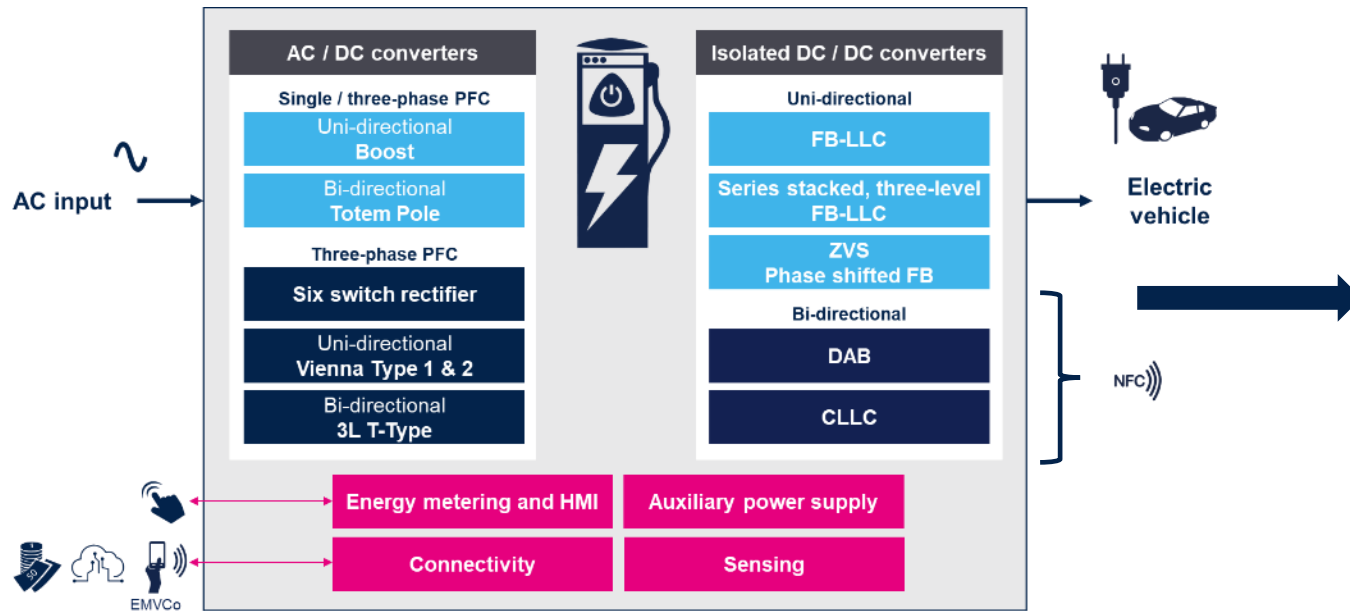 AC input
AC / DC converters
Single / three-phase PFC
Uni-directional
Boost
Bi-directional
Totem Pole
Three-phase PFC
Six switch rectifier
Uni-directional
Vienna Type 1 & 2
Bi-directional
3L T-Type
Isolated DC / DC converters
Uni-directional
FB-LLC
Series stacked, three-level
FB-LLC
ZVS
Phase shifted FB
Bi-directional
DAB
CLLC
Electric
vehicle
NFC
Energy metering and HMI
Auxiliary power supply
Connectivity
Sensing
50
EMVCo